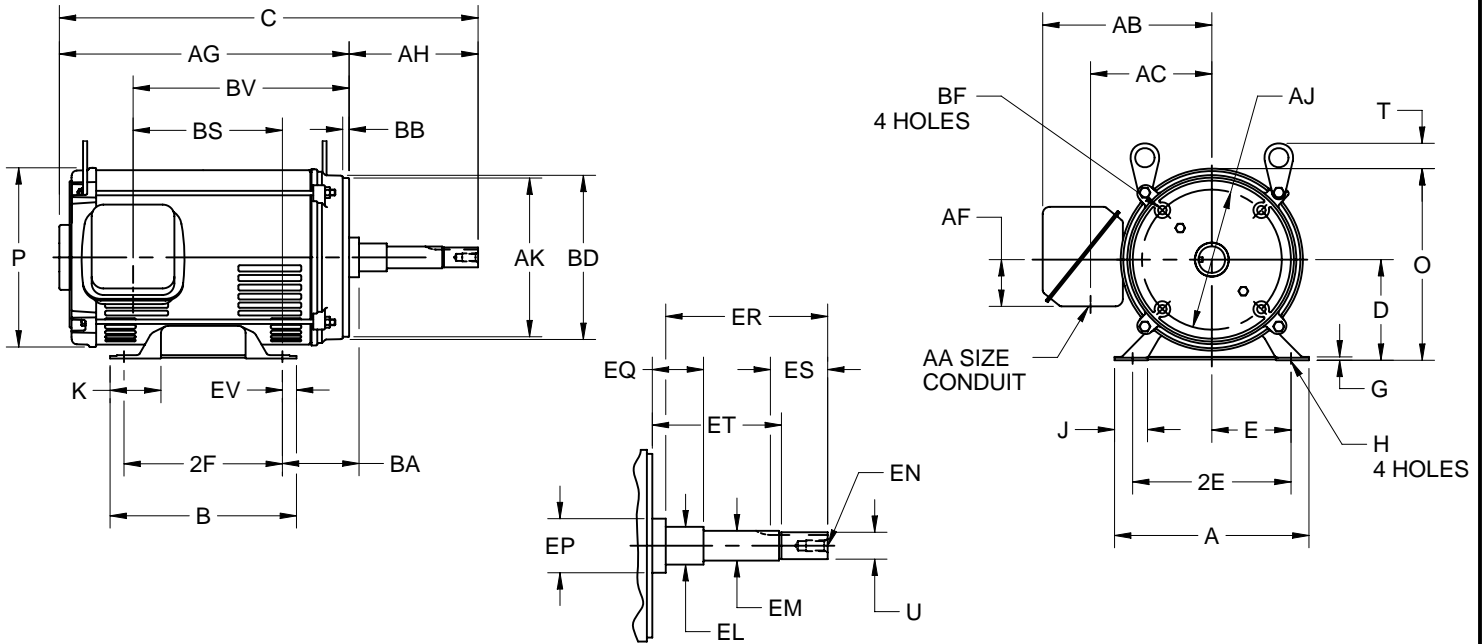 C
AG
AH
BV
BS
BB
P
AK
BD
K
EV
2F
BA
B
ER
EQ
ES
ET
EN
EP
EM
U
EL
AB
AC
BF
4 HOLES
AJ
T
AF
O
D
AA SIZE
CONDUIT
G
J
E
H
4 HOLES
2E
A